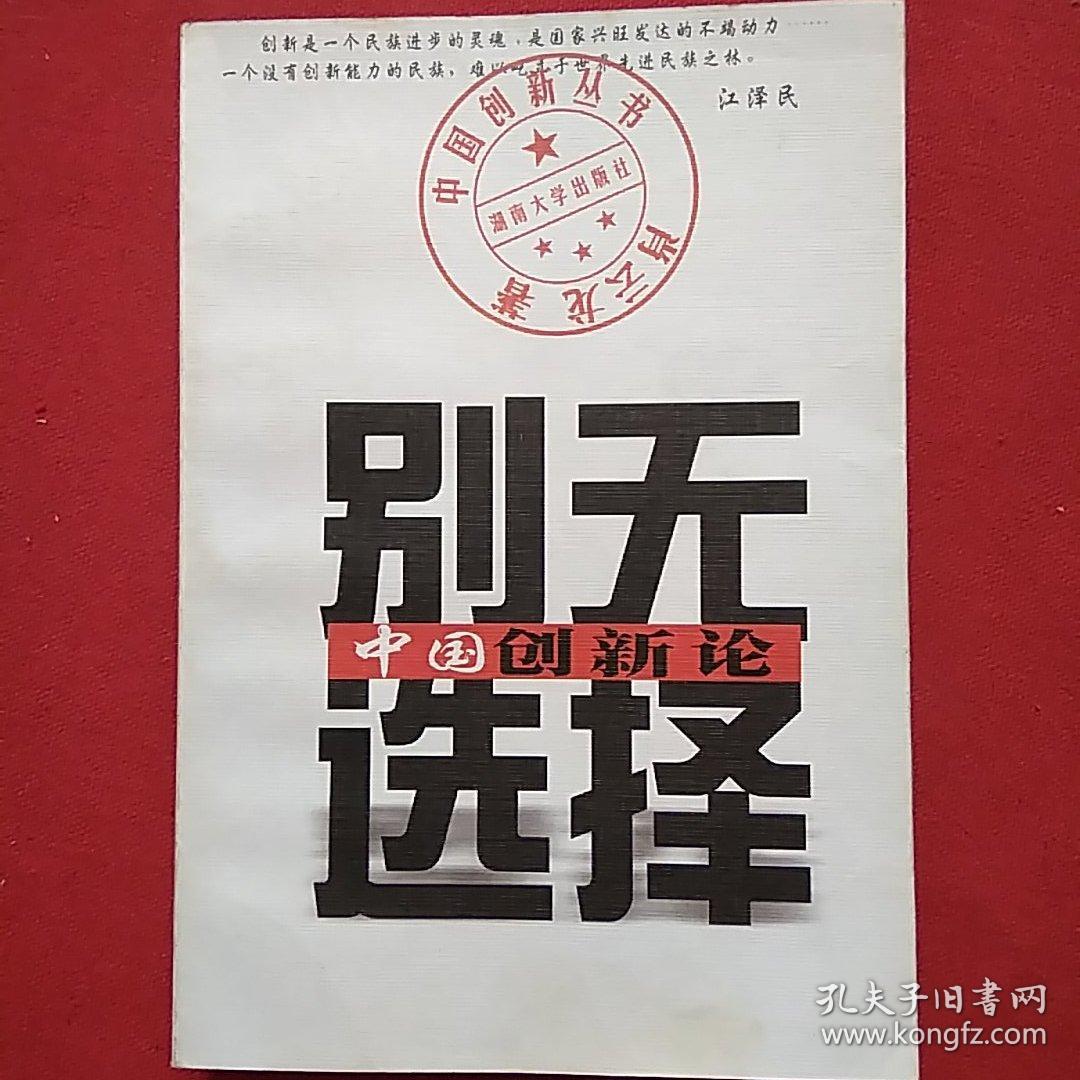 创新是一个民族进步的灵魂，是国家兴旺发达的不竭动力……
一个没有创新能力的民族，难以屹立于世界先进民族之林。
江泽民
中国创新丛书
湖南大学出版社
肖云龙 著
别无
中国创新论
选择
孔夫子旧書网
www.kongfz.com